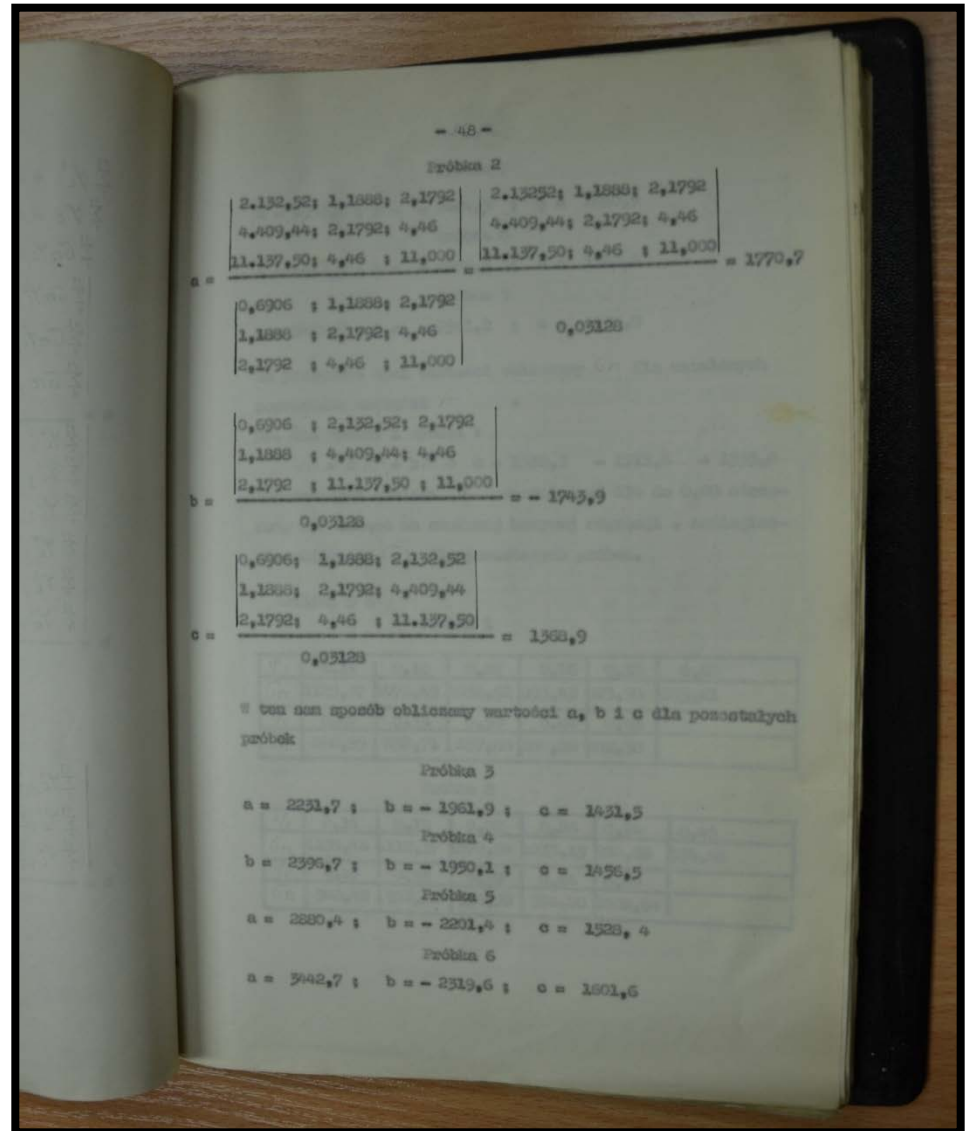 - 48 -
Próbka 2
2.132,52; 1,1888; 2,1792 2.13252; 1,1888; 2,1792
4.409,44; 2,1792; 4,46 4.409,44; 2,1792; 4,46
11.137,50; 4,46 ; 11,000 11.137,50; 4,46 ; 11,000
a = = = 1770,7
0,6906 ; 1,1888; 2,1792
1,1888 ; 2,1792; 4,46 0,03128
2,1792 ; 4,46 ; 11,000
0,6906 ; 2,132,52; 2,1792
1,1888 ; 4,409,44; 4,46
2,1792 ; 11.137,50 ; 11,000
b = = - 1743,9
0,03128
0,6906; 1,1888; 2,132,52
1,1888; 2,1792; 4,409,44
2,1792; 4,46 ; 11.137,50
c = = 1368,9
0,03128
W ten sam sposób obliczamy wartości a, b i c dla pozostałych
próbek
Próbka 3
a = 2231,7 ; b = - 1961,9 ; c = 1431,5
Próbka 4
b = 2396,7 ; b = - 1950,1 ; c = 1456,5
Próbka 5
a = 2880,4 ; b = - 2201,4 ; c = 1528, 4
Próbka 6
a = 3442,7 ; b = - 2319,6 ; c = 1601,6